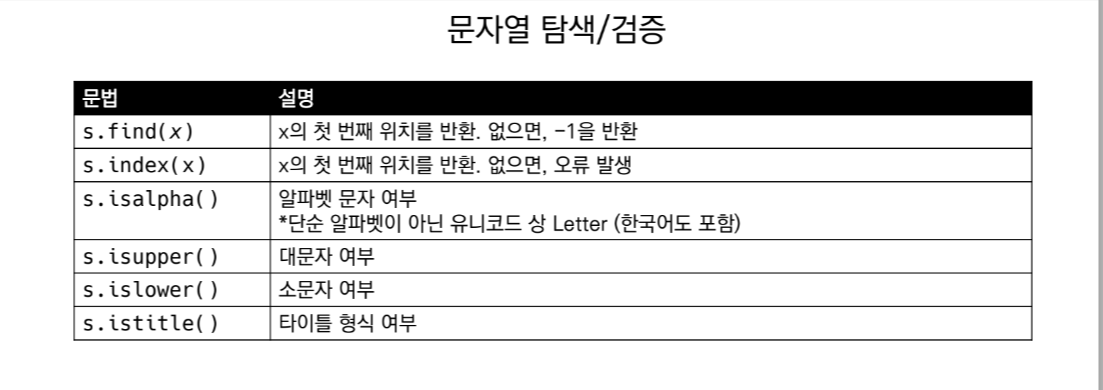 문자열 탐색/검증
문법 설명
s.find(x) x의 첫 번째 위치를 반환. 없으면, -1을 반환
s.index(x) x의 첫 번째 위치를 반환. 없으면, 오류 발생
s.isalpha() 알파벳 문자 여부
*단순 알파벳이 아닌 유니코드 상 Letter (한국어도 포함)
s.isupper() 대문자 여부
s.islower() 소문자 여부
s.istitle() 타이틀 형식 여부